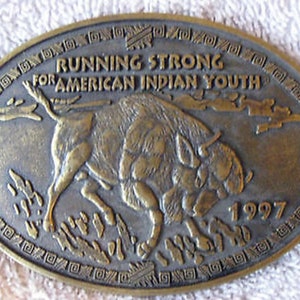 RUNNING STRONG
FOR AMERICAN INDIAN YOUTH
1997